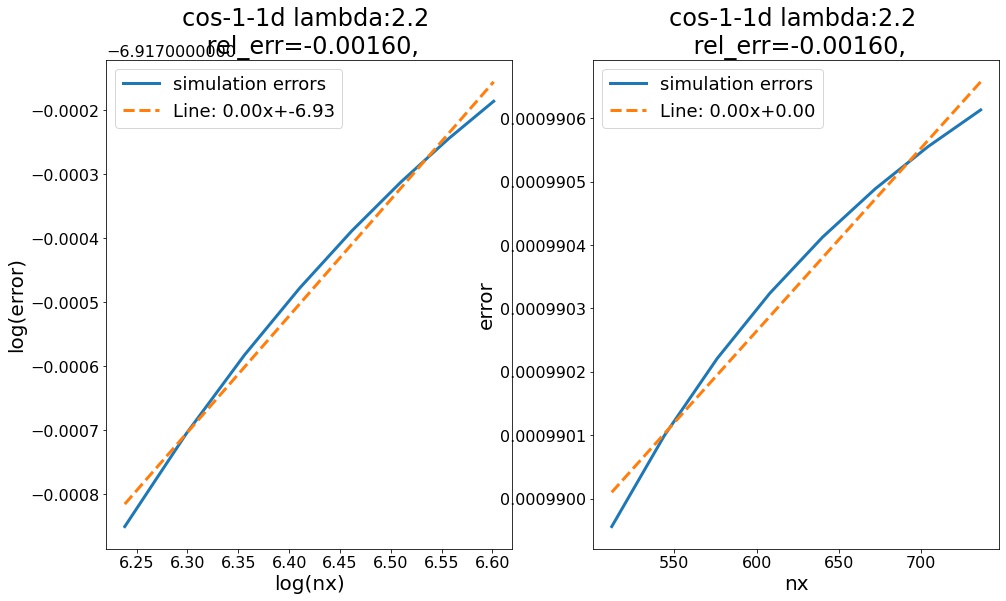 cos-1-1d lambda:2.2
rel_err=-0.00160,
−6.9170000000
simulation errors
Line: 0.00x+-6.93
−0.0002
−0.0003
−0.0004
−0.0005
−0.0006
−0.0007
−0.0008
log(error)
6.25
6.30
6.35
6.40
6.45
6.50
6.55
6.60
log(nx)
cos-1-1d lambda:2.2
rel_err=-0.00160,
simulation errors
Line: 0.00x+0.00
0.0009906
0.0009905
0.0009904
0.0009903
0.0009902
0.0009901
0.0009900
error
550
600
650
700
nx